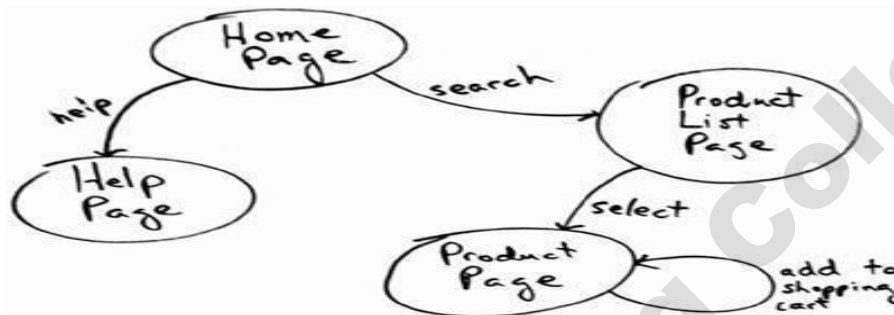 Home
Page
help
search
Product
List
Page
Help
Page
select
Product
Page
add to
shopping
cart